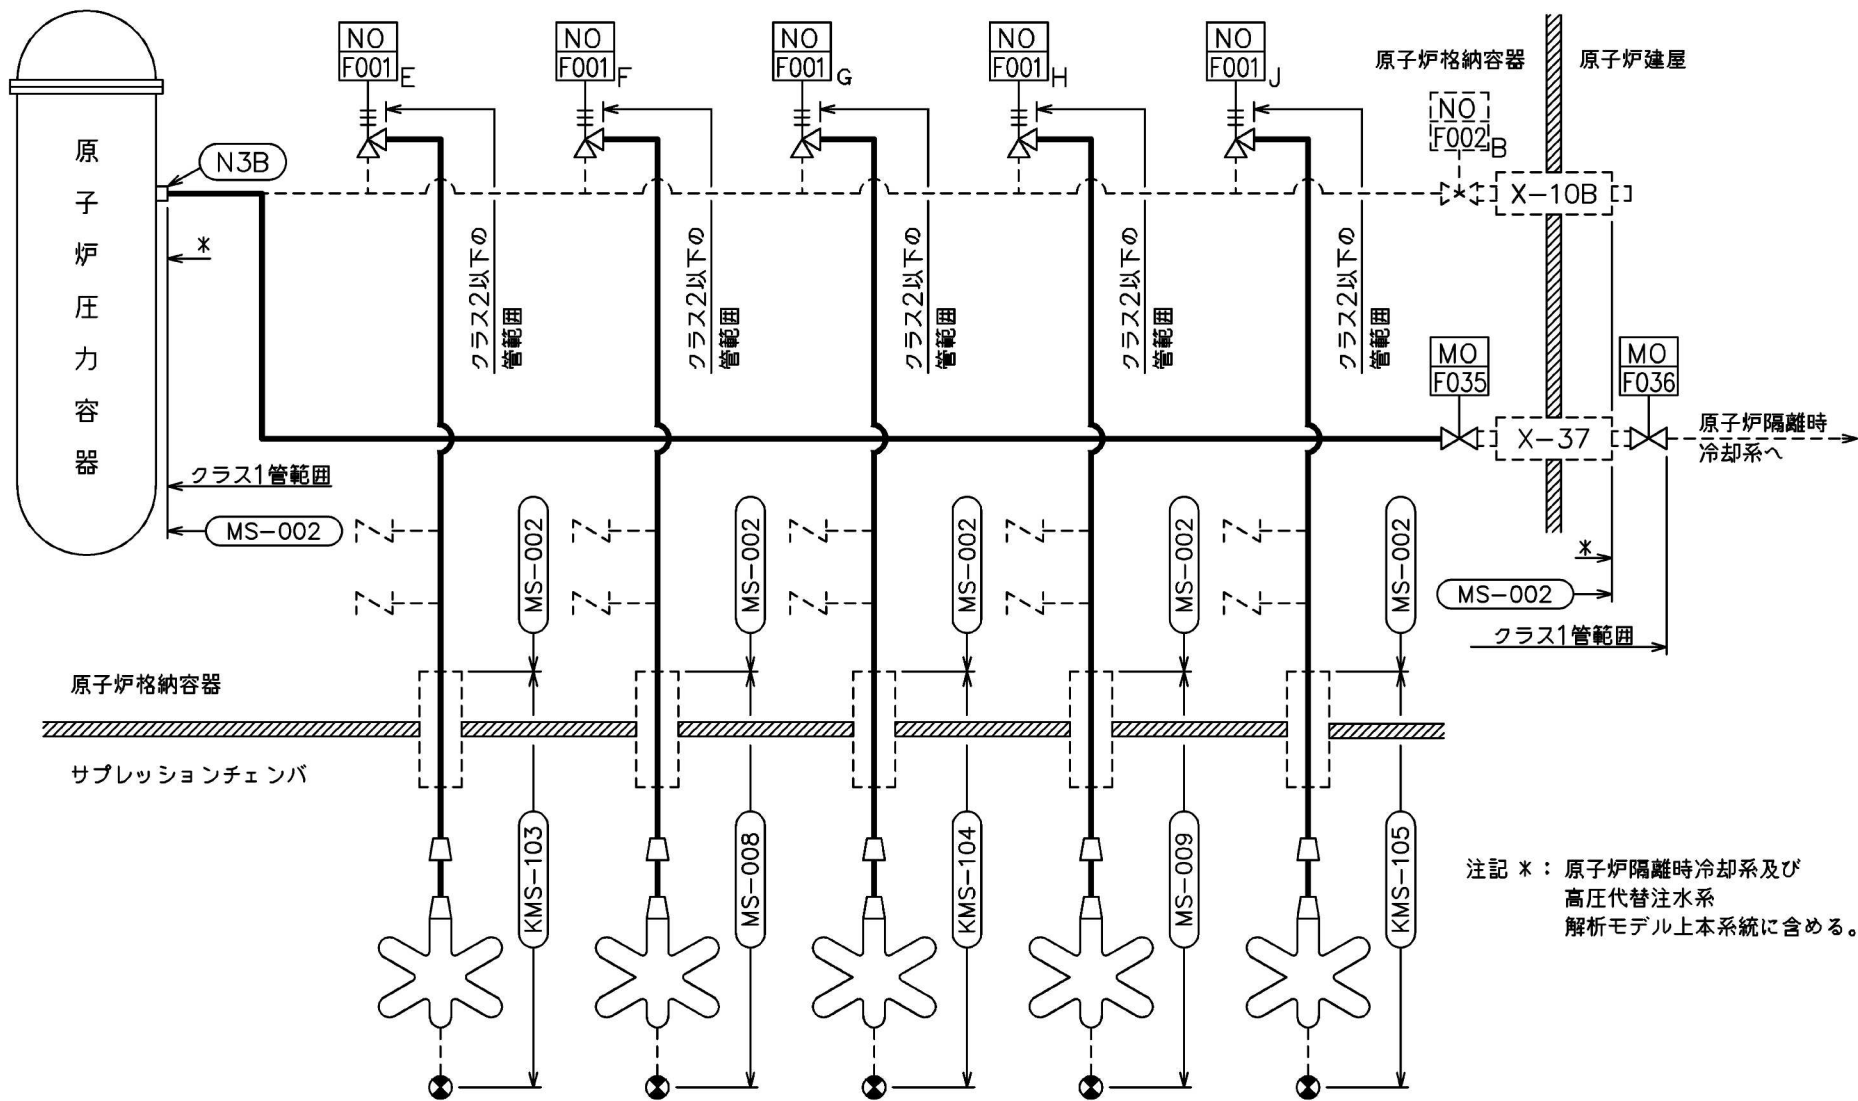 NO
F001 E
NO
F001 F
NO
F001 G
NO
F001 H
NO
F001 J
原子炉格納容器
原子炉建屋
NO
F002 B
原子炉圧力容器
N3B
X-10B
*
クラス2以下の
管範囲
クラス2以下の
管範囲
クラス2以下の
管範囲
クラス2以下の
管範囲
クラス2以下の
管範囲
MO
F035
MO
F036
X-37
原子炉隔離時
冷却系へ
クラス1管範囲
MS-002
MS-002
MS-002
MS-002
MS-002
MS-002
*
MS-002
クラス1管範囲
原子炉格納容器
サプレッションチェンバ
KMS-103
MS-008
KMS-104
MS-009
KMS-105
注記 *: 原子炉隔離時冷却系及び
高圧代替注水系
解析モデル上本系統に含める。